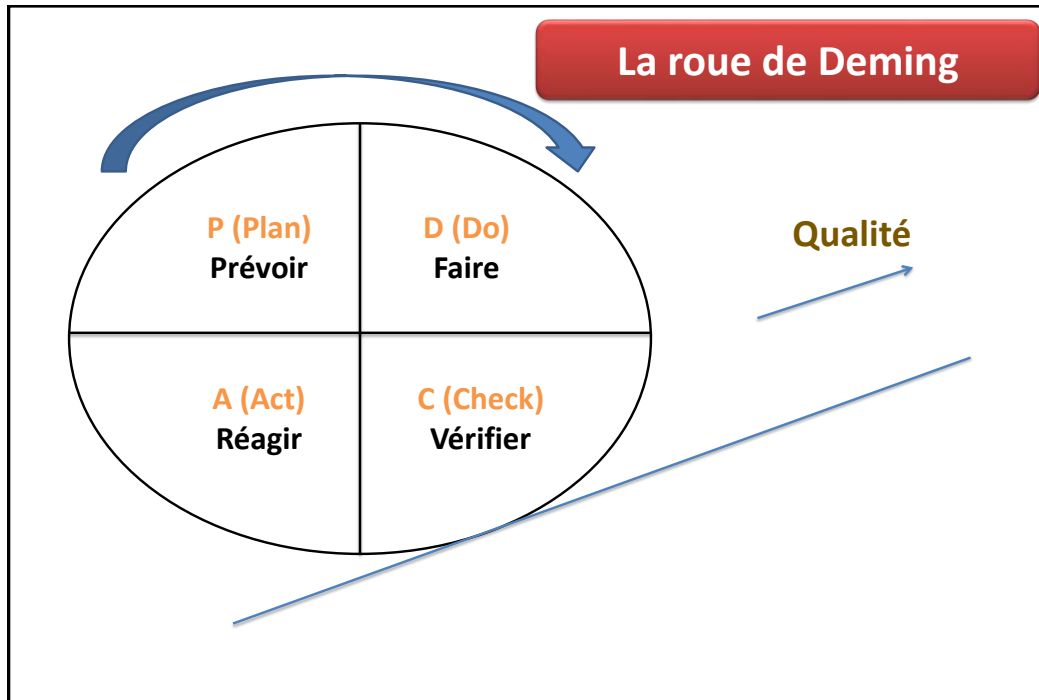 La roue de Deming
P (Plan)
Prévoir
D (Do)
Faire
Qualité
A (Act)
Réagir
C (Check)
Vérifier